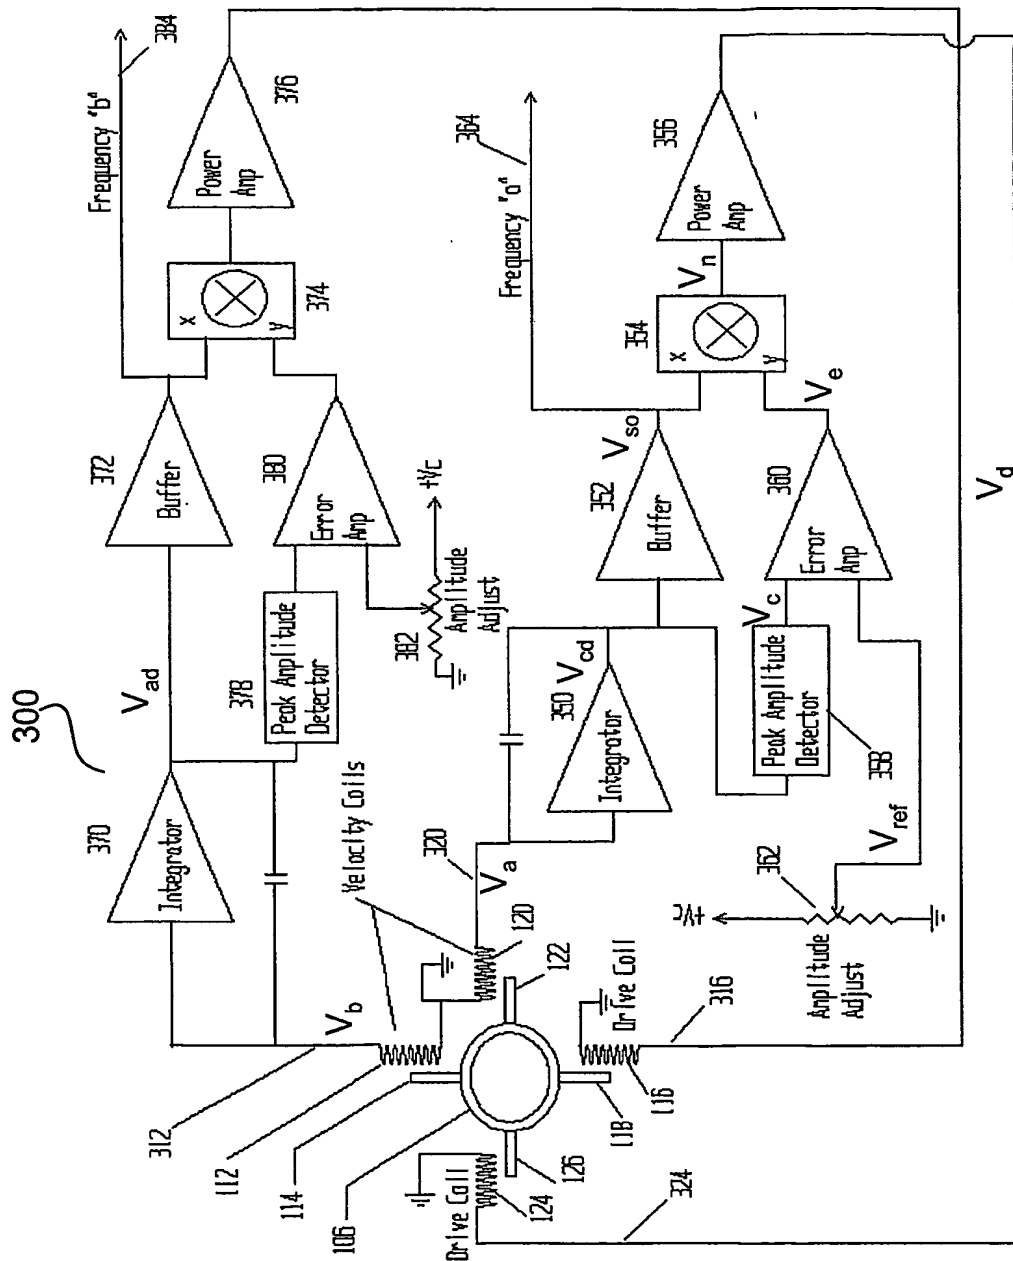 300
312
V_b
370
Integrator
V_ad
372
Buffer
Frequency "b"
384
378
Peak Amplitude
Detector
380
Error
Amp
X
Y
374
Power
Amp
376
382
Amplitude
Adjust
+Vc
Velocity Coils
112
114
106
320
V_a
120
122
350
Integrator
V_cd
352
Buffer
V_so
Frequency "a"
364
V_c
Peak Amplitude
Detector
358
360
Error
Amp
V_e
X
Y
354
V_n
Power
Amp
356
V_ref
362
+Vc
Amplitude
Adjust
Drive Coil
116
118
316
Drive Coil
124
126
324
V_d